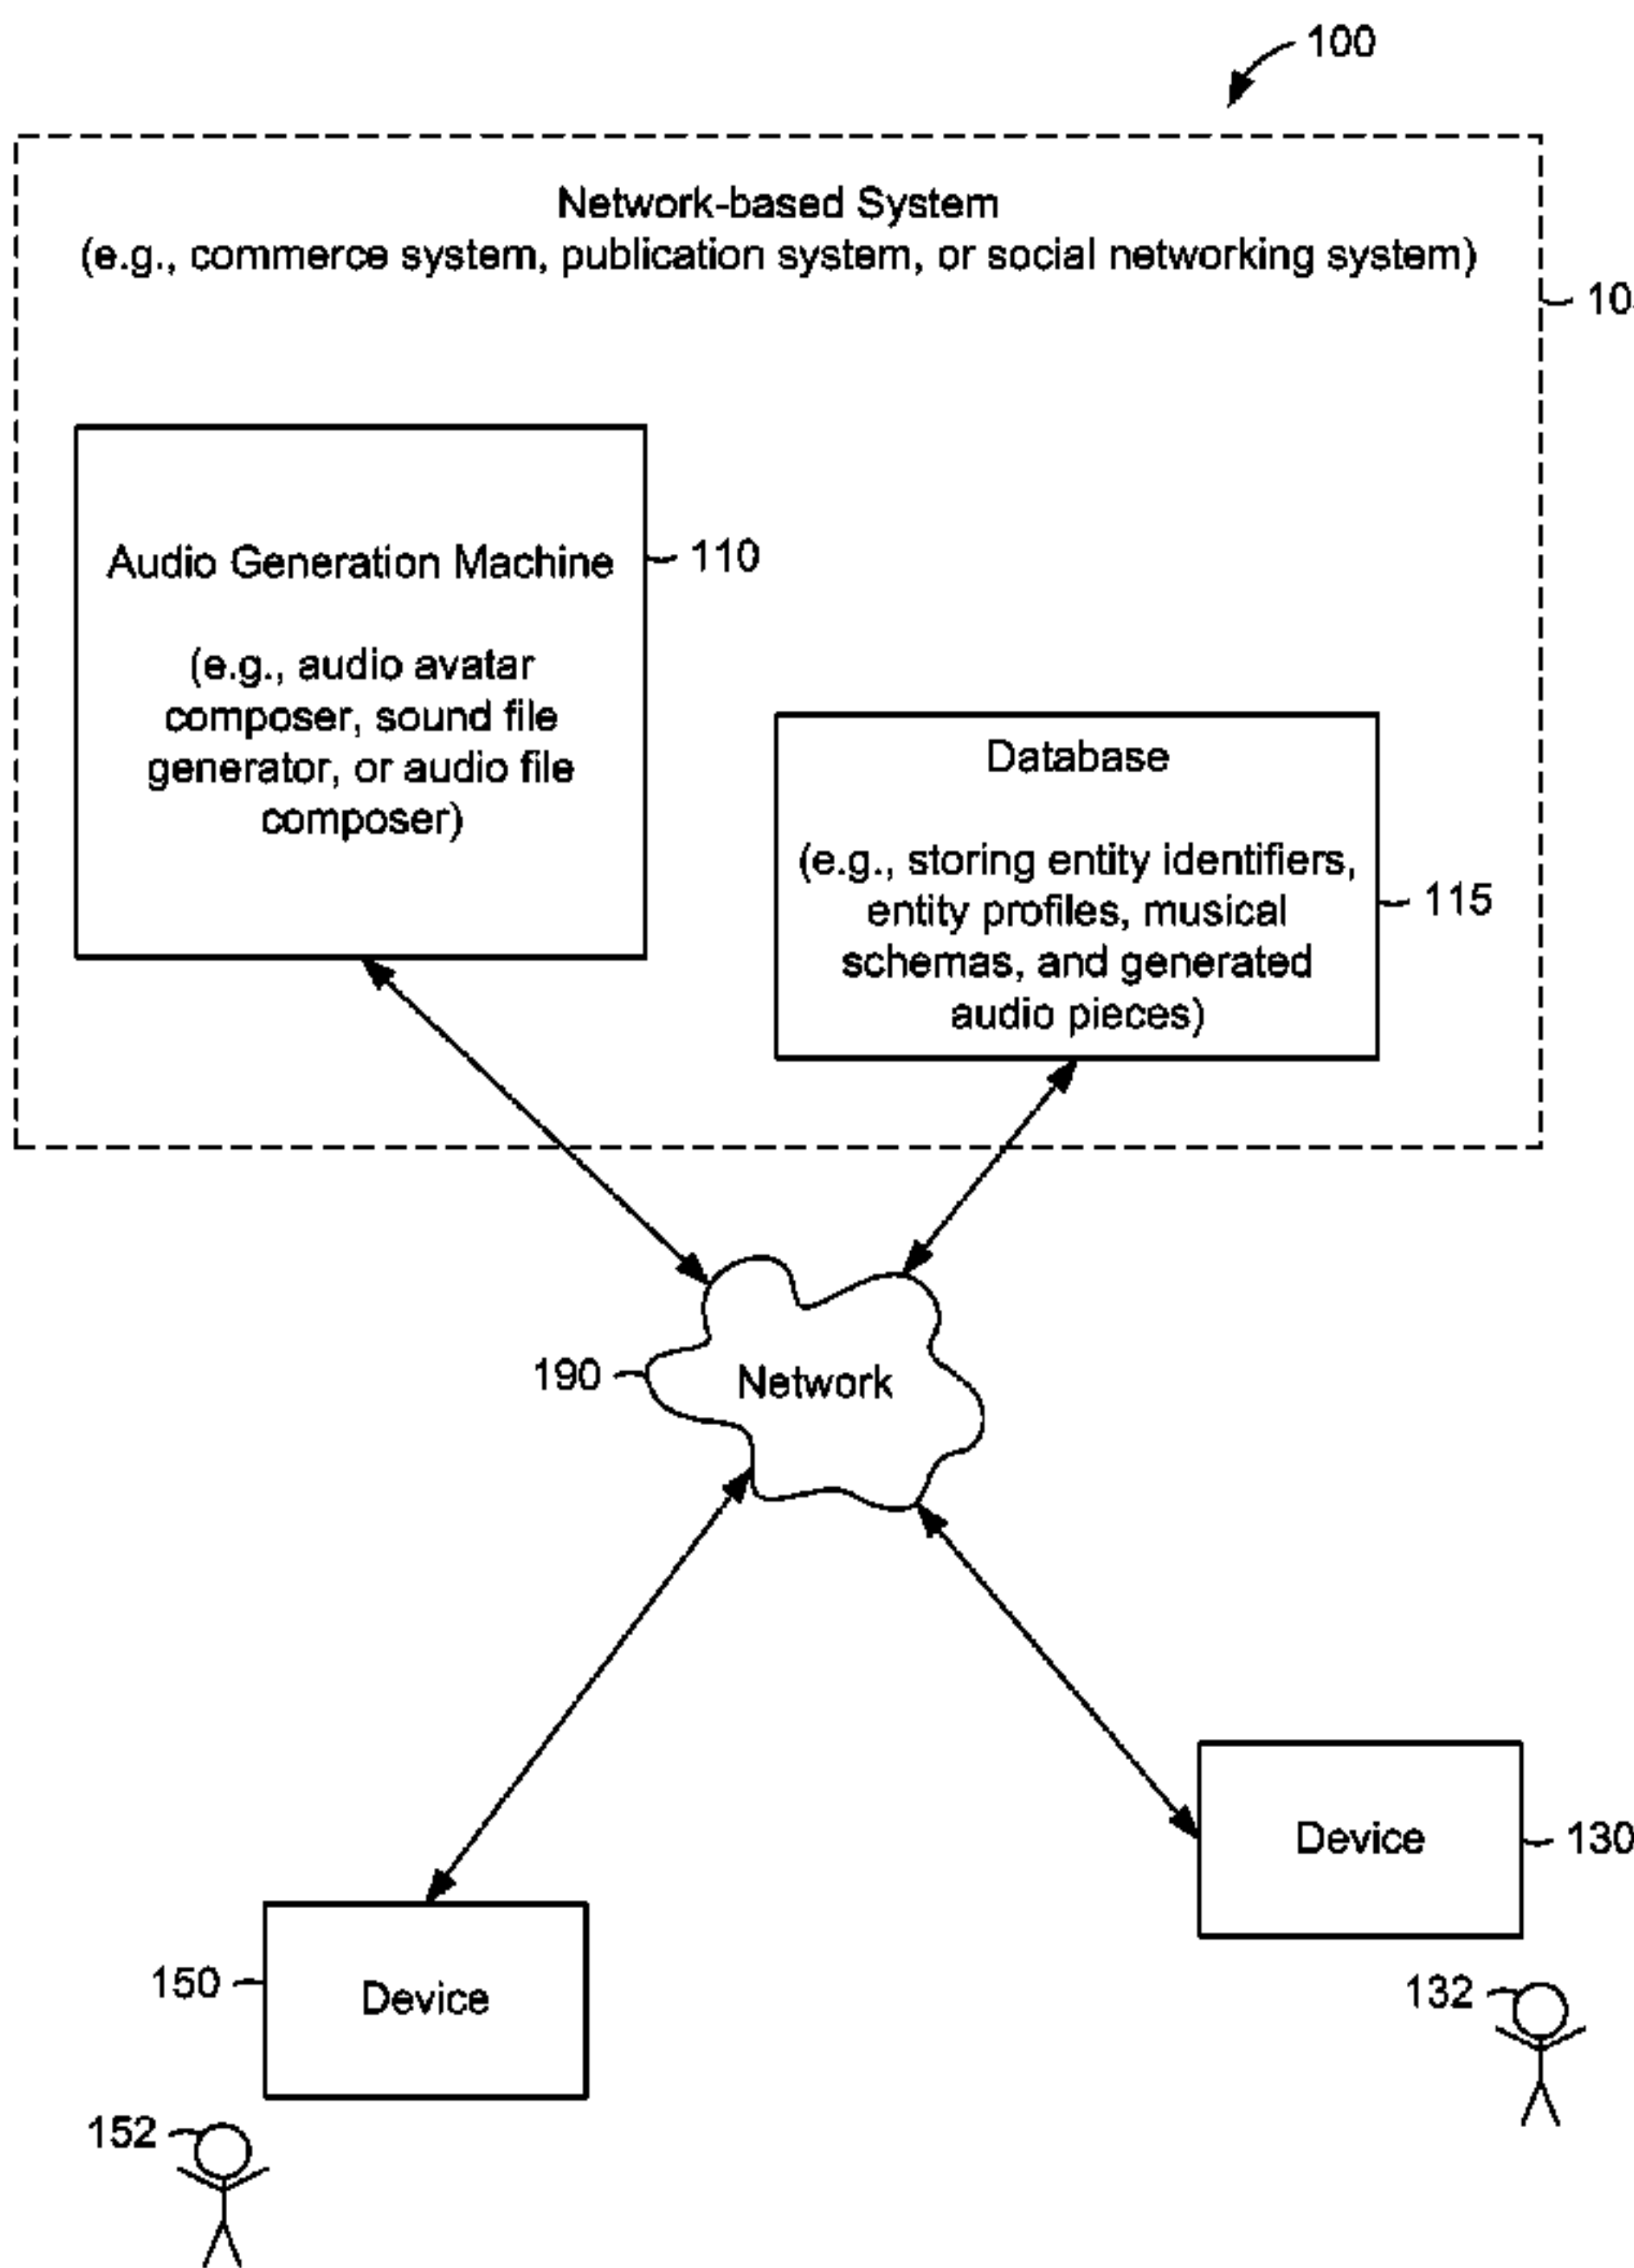 100
Network-based System
(e.g., commerce system, publication system, or social networking system)
10
Audio Generation Machine
110
(e.g., audio avatar
composer, sound file
generator, or audio file
composer)
Database
(e.g., storing entity identifiers,
entity profiles, musical
schemas, and generated
audio pieces)
115
190
Network
Device
130
150
Device
132
152